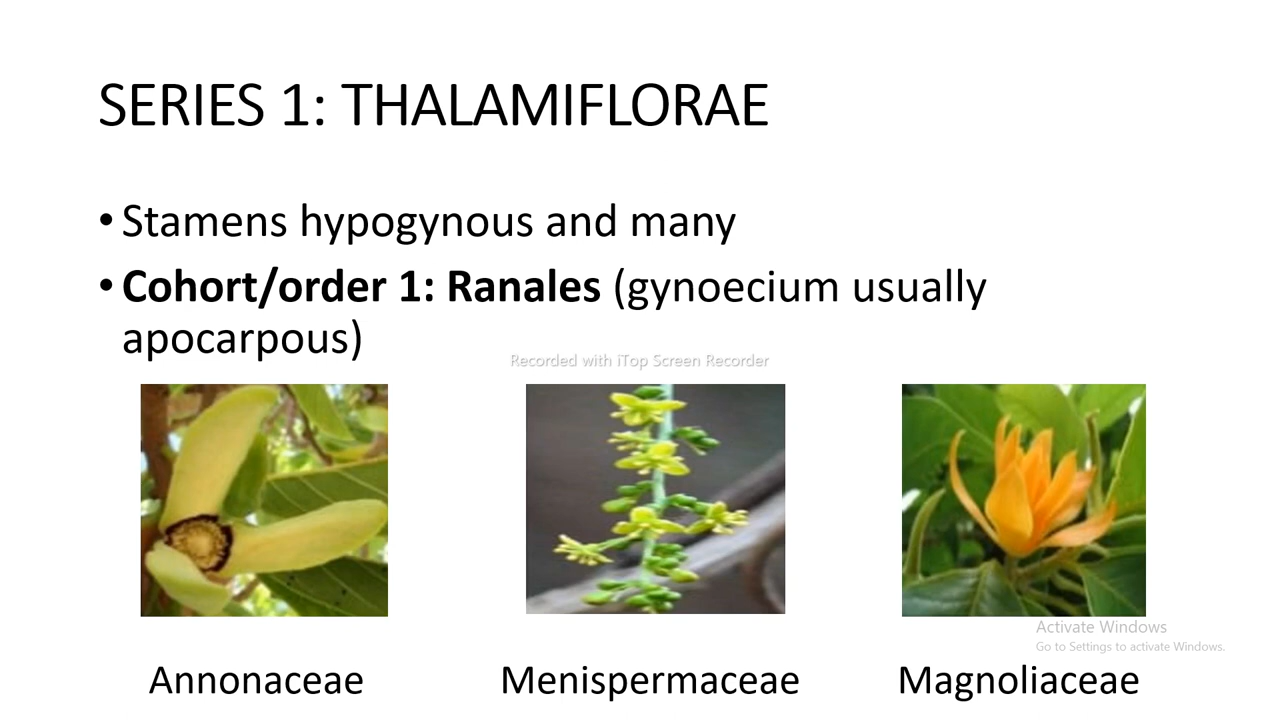 SERIES 1: THALAMIFLORAE
• Stamens hypogynous and many
• Cohort/order 1: Ranales (gynoecium usually
apocarpous)
Recorded with iTop Screen Recorder
Activate Windows
Go to Settings to activate Windows.
Annonaceae
Menispermaceae
Magnoliaceae